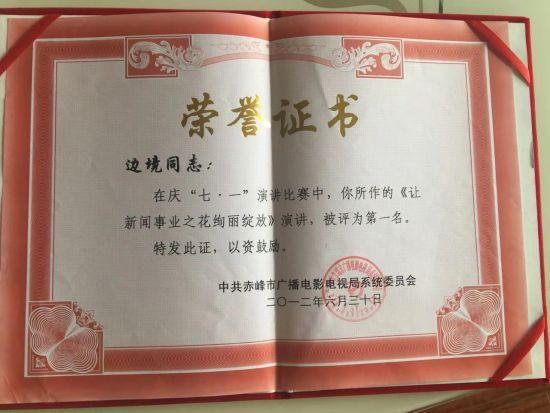 荣誉证书
边境同志：
在庆“七·一”演讲比赛中，你所作的《让
新闻事业之花绚丽绽放》演讲，被评为第一名。
特发此证，以资鼓励。
中共赤峰市广播电影电视局系统委员会
二〇一二年六月三十日